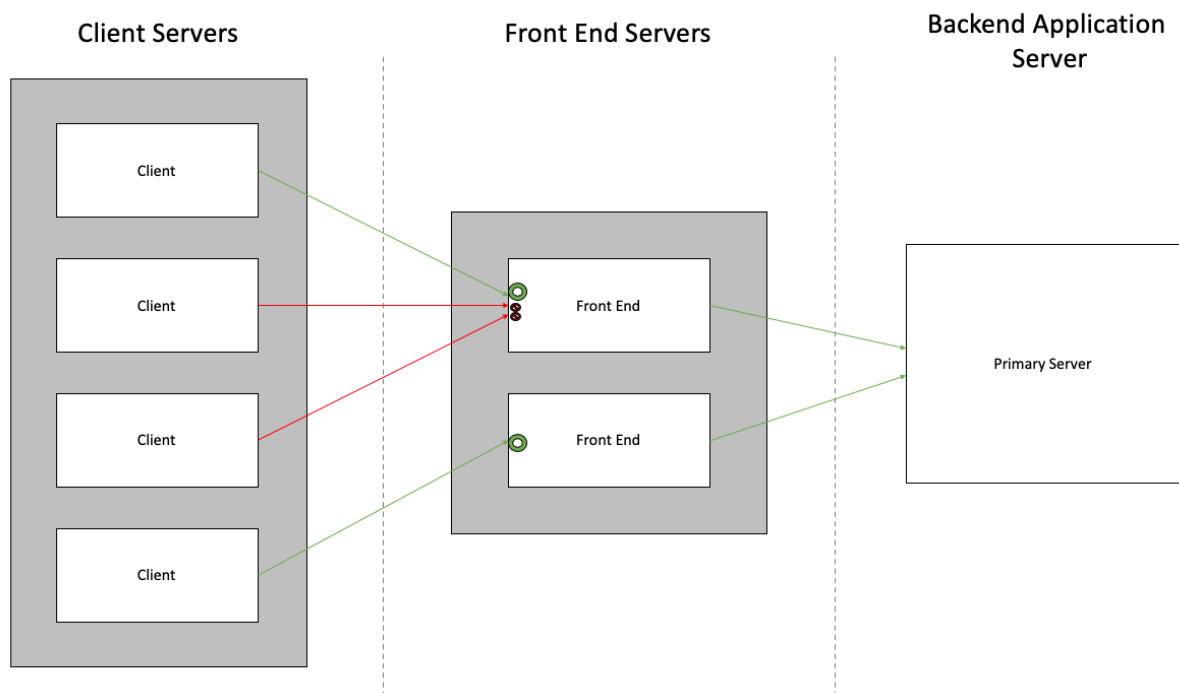 Client Servers
Front End Servers
Backend Application
Server
Client
Client
Client
Client
Front End
Front End
Primary Server